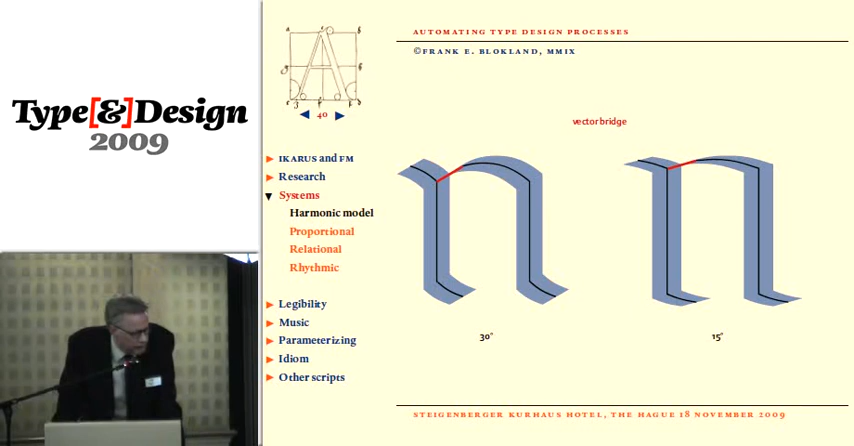 Type[&]Design
2009
40
IKARUS and FM
Research
Systems
Harmonic model
Proportional
Relational
Rhythmic
Legibility
Music
Parameterizing
Idiom
Other scripts
AUTOMATING TYPE DESIGN PROCESSES
©FRANK E. BLOKLAND, MMIX
vector bridge
n n
30°
15°
STEIGENBERGER KURHAUS HOTEL, THE HAGUE 18 NOVEMBER 2009